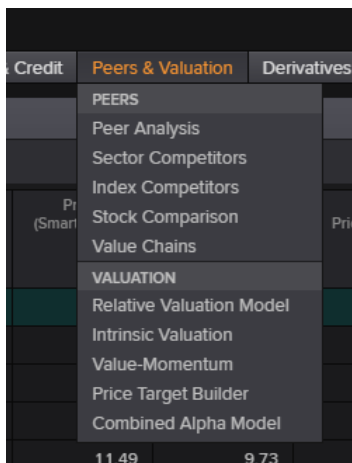 & Credit
Peers & Valuation
Derivatives
PEERS
Peer Analysis
Sector Competitors
Index Competitors
Stock Comparison
(Smart
Value Chains
VALUATION
Relative Valuation Model
Intrinsic Valuation
Value-Momentum
Price Target Builder
Combined Alpha Model
11.49 9.73